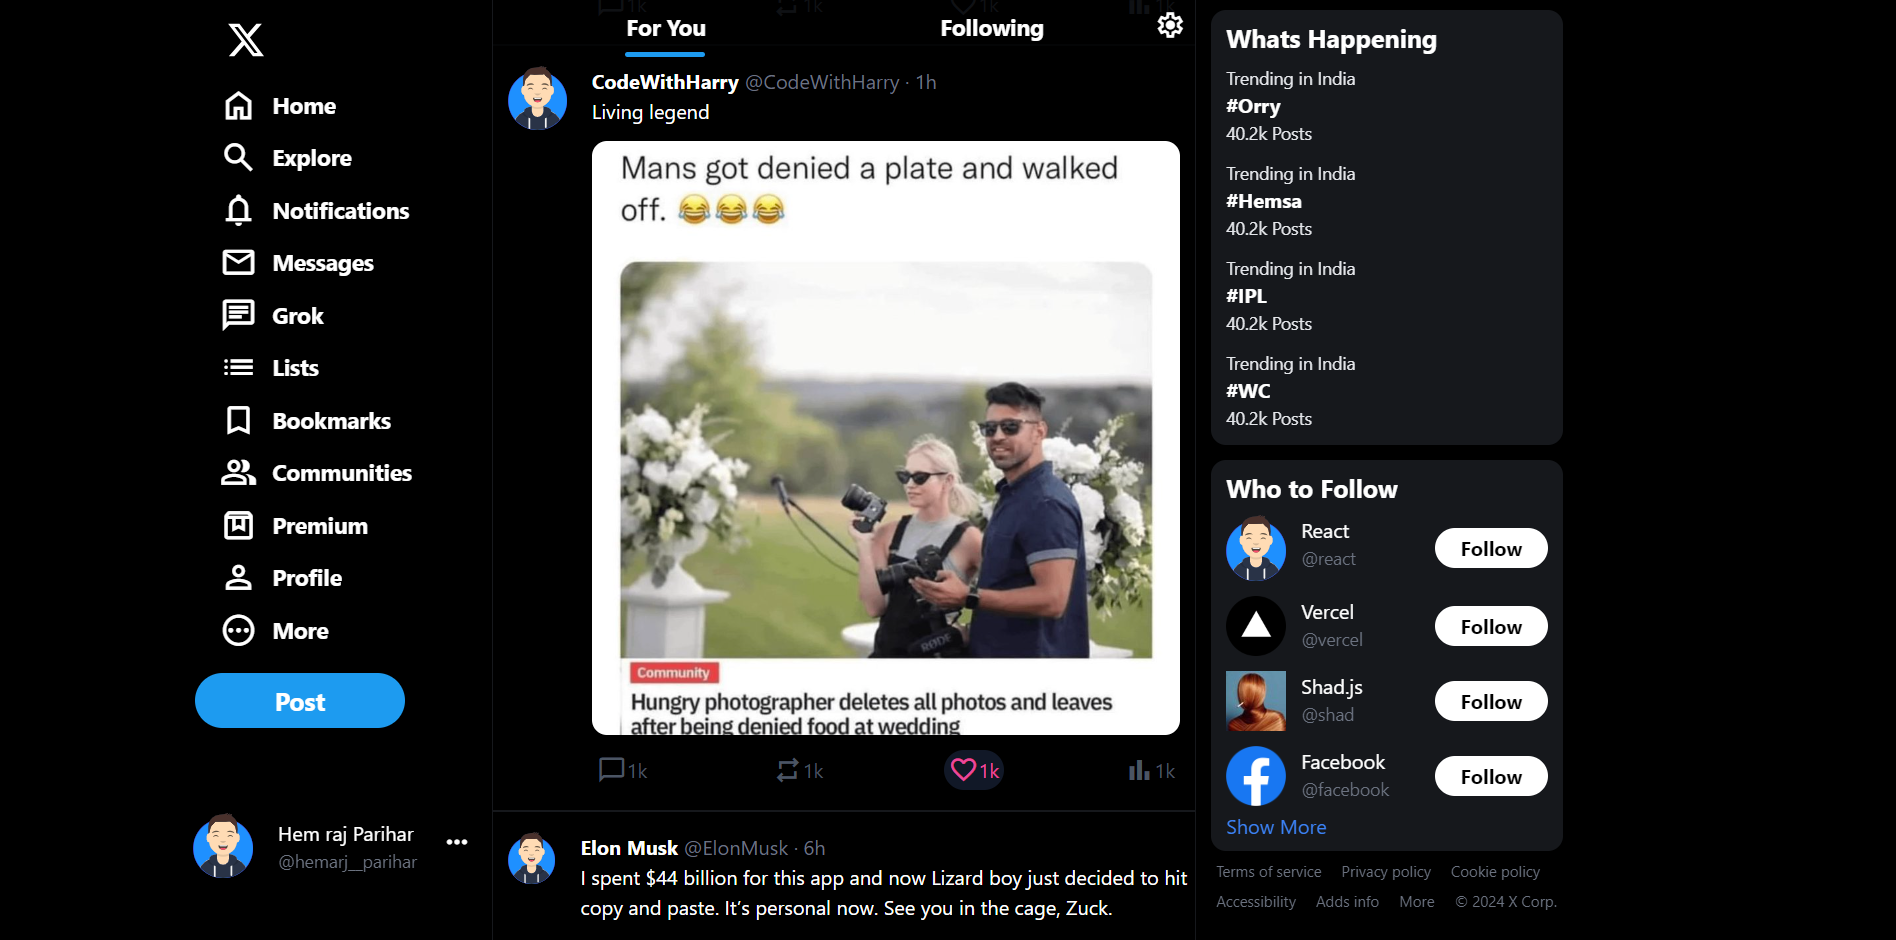 Home
Explore
Notifications
Messages
Grok
Lists
Bookmarks
Communities
Premium
Profile
More
Post
Hem raj Parihar
@hemarj__parihar
1k
1k
1k
1k
For You
Following
CodeWithHarry @CodeWithHarry · 1h
Living legend
Mans got denied a plate and walked
off. 😂😂😂
RØDE
Community
Hungry photographer deletes all photos and leaves
after being denied food at wedding
1k
1k
1k
1k
Elon Musk @ElonMusk · 6h
I spent $44 billion for this app and now Lizard boy just decided to hit
copy and paste. It’s personal now. See you in the cage, Zuck.
Whats Happening
Trending in India
#Orry
40.2k Posts
Trending in India
#Hemsa
40.2k Posts
Trending in India
#IPL
40.2k Posts
Trending in India
#WC
40.2k Posts
Who to Follow
React
@react
Follow
Vercel
@vercel
Follow
Shad.js
@shad
Follow
Facebook
@facebook
Follow
Show More
Terms of service Privacy policy Cookie policy
Accessibility Adds info More © 2024 X Corp.